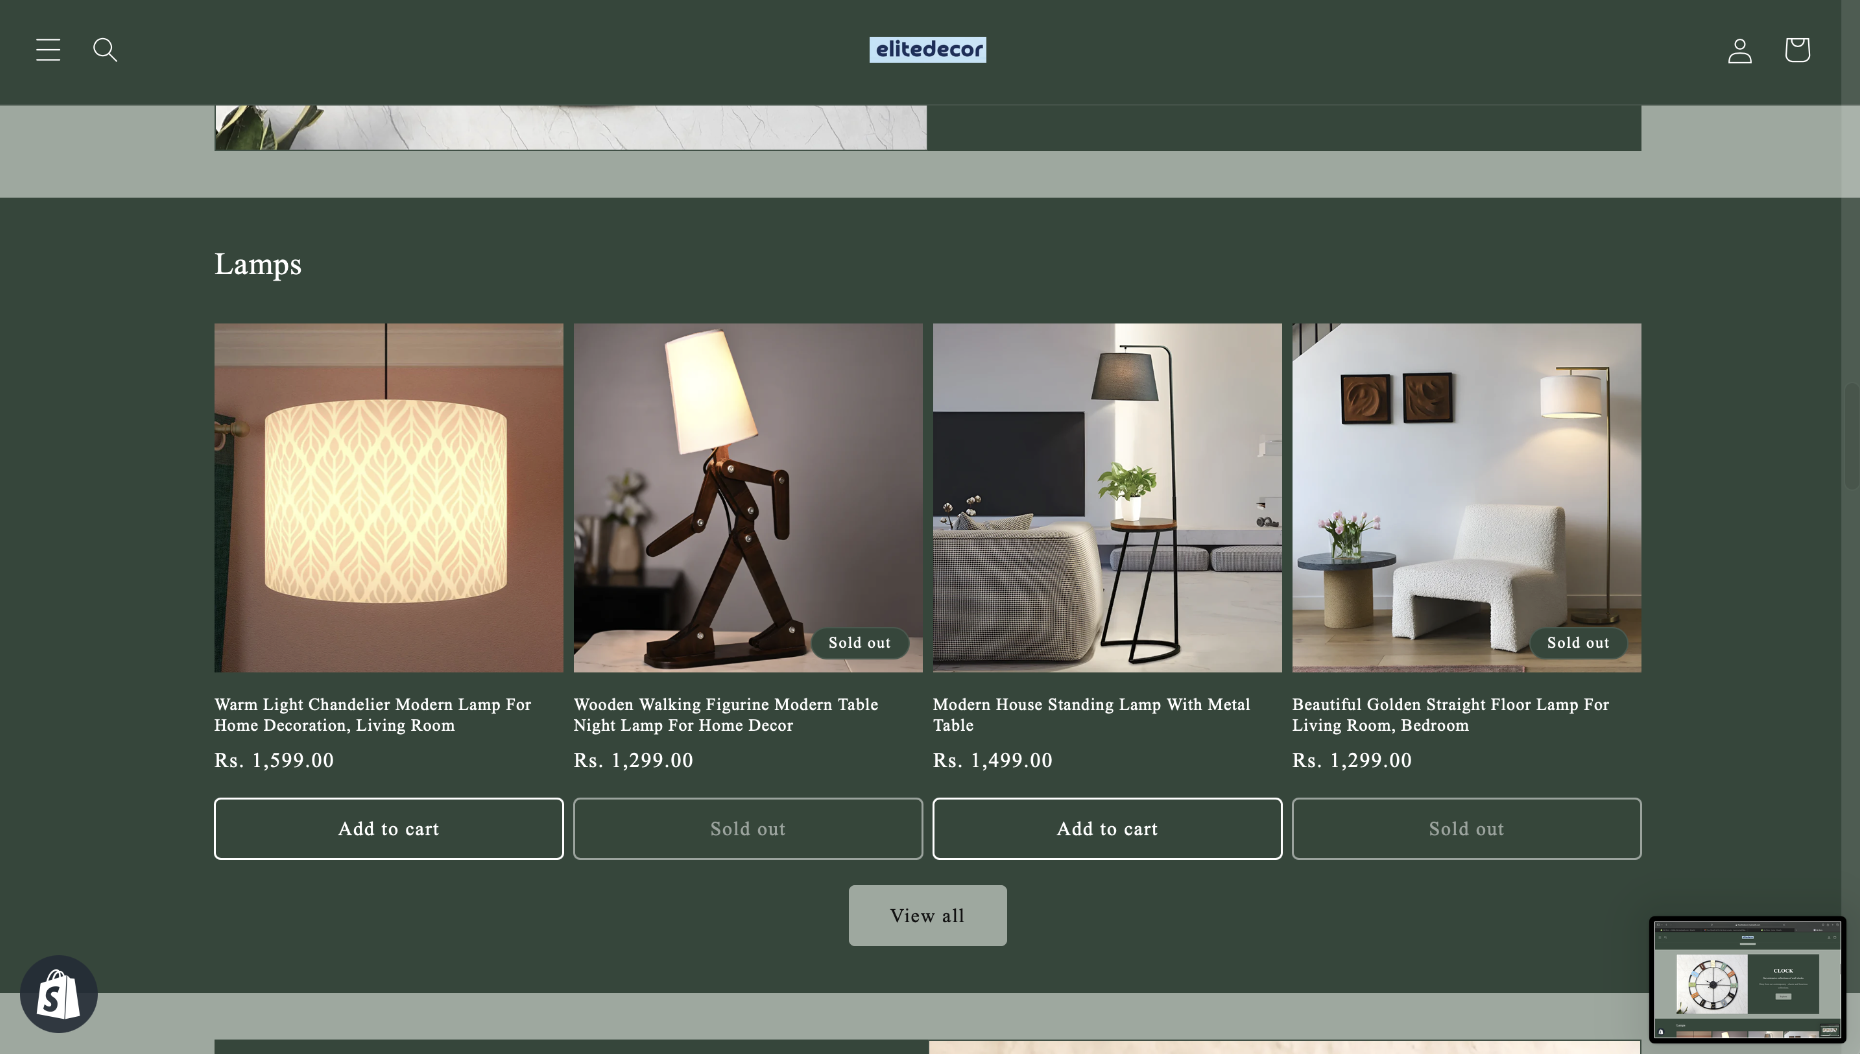 elitedecor
Lamps
Sold out
Sold out
Warm Light Chandelier Modern Lamp For
Home Decoration, Living Room
Rs. 1,599.00
Add to cart
Wooden Walking Figurine Modern Table
Night Lamp For Home Decor
Rs. 1,299.00
Sold out
Modern House Standing Lamp With Metal
Table
Rs. 1,499.00
Add to cart
Beautiful Golden Straight Floor Lamp For
Living Room, Bedroom
Rs. 1,299.00
Sold out
View all
CLOCK